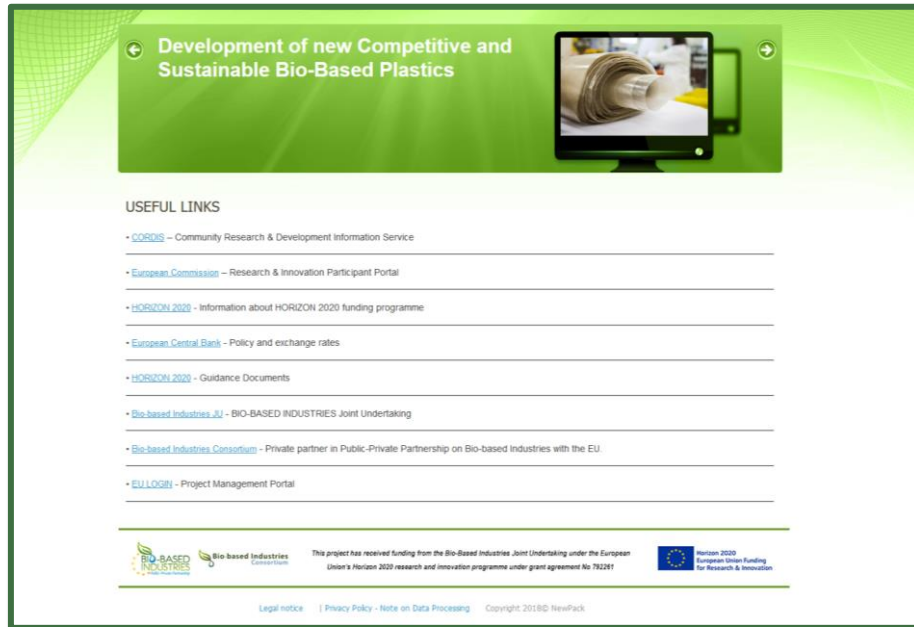 Development of new Competitive and
Sustainable Bio-Based Plastics
USEFUL LINKS
• CORDIS – Community Research & Development Information Service
• European Commission – Research & Innovation Participant Portal
• HORIZON 2020 - Information about HORIZON 2020 funding programme
• European Central Bank - Policy and exchange rates
• HORIZON 2020 - Guidance Documents
• Bio-based Industries JU - BIO-BASED INDUSTRIES Joint Undertaking
• Bio-based Industries Consortium - Private partner in Public-Private Partnership on Bio-based Industries with the EU.
• EU LOGIN - Project Management Portal
BIO-BASED
INDUSTRIES
Public-Private Partnership
Bio-based Industries
Consortium
This project has received funding from the Bio-Based Industries Joint Undertaking under the European
Union's Horizon 2020 research and innovation programme under grant agreement No 792261
Horizon 2020
European Union Funding
for Research & Innovation
Legal notice | Privacy Policy - Note on Data Processing Copyright 2018© NewPack